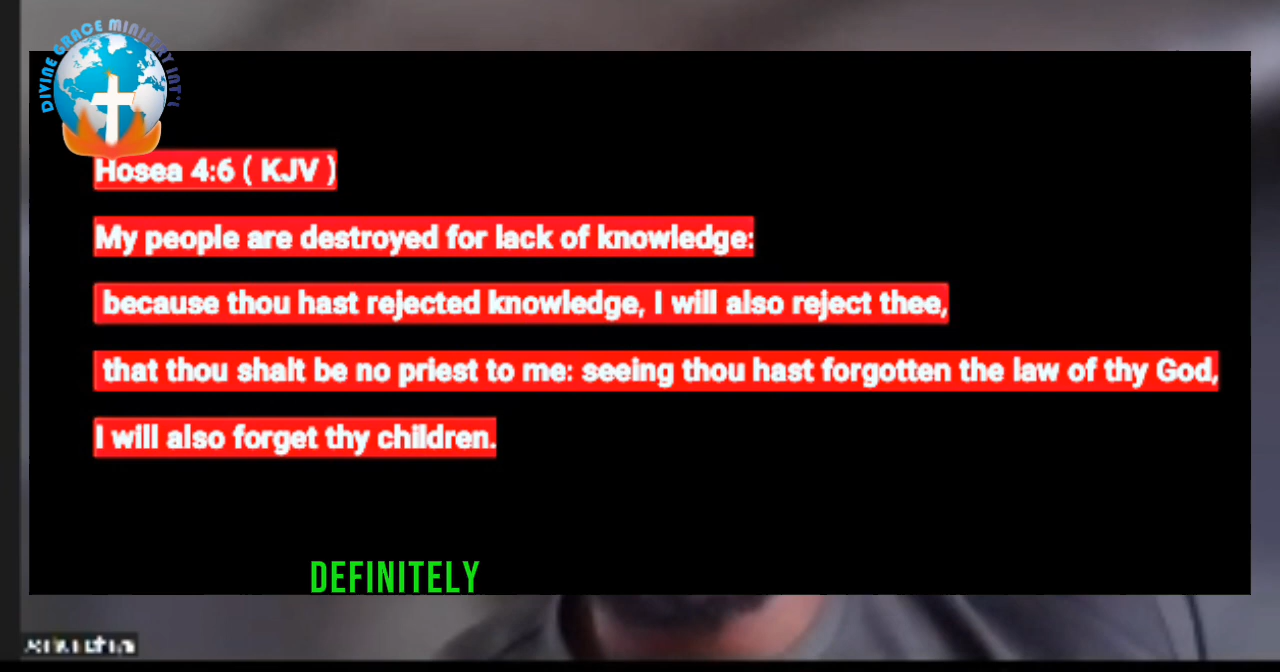 DIVINE GRACE MINISTRY INT'L
Hosea 4:6 ( KJV )
My people are destroyed for lack of knowledge:
because thou hast rejected knowledge, I will also reject thee,
that thou shalt be no priest to me: seeing thou hast forgotten the law of thy God,
I will also forget thy children.
DEFINITELY